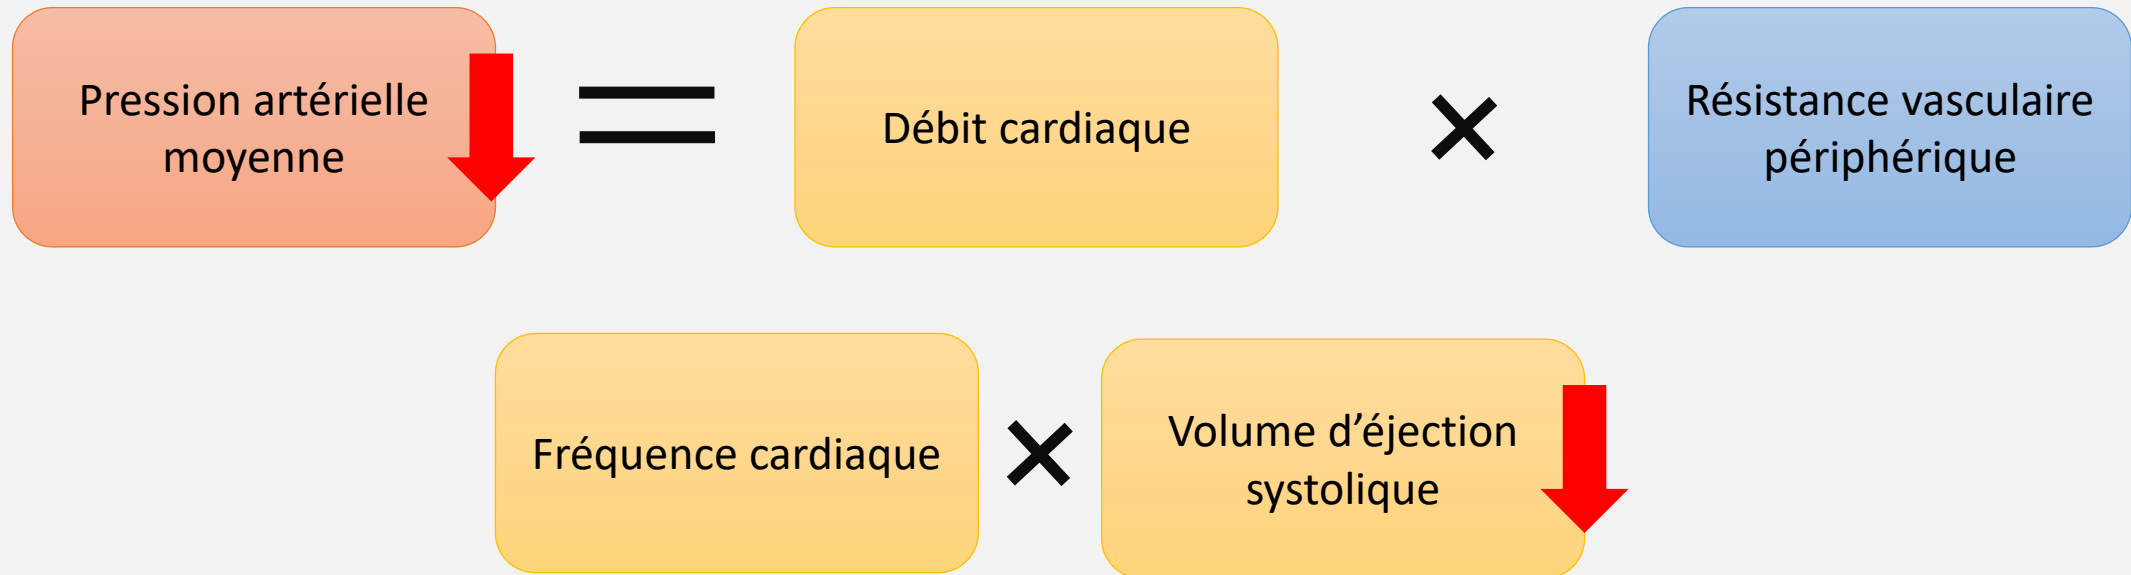 Pression artérielle
moyenne
Débit cardiaque
Résistance vasculaire
périphérique
Fréquence cardiaque
Volume d’éjection
systolique